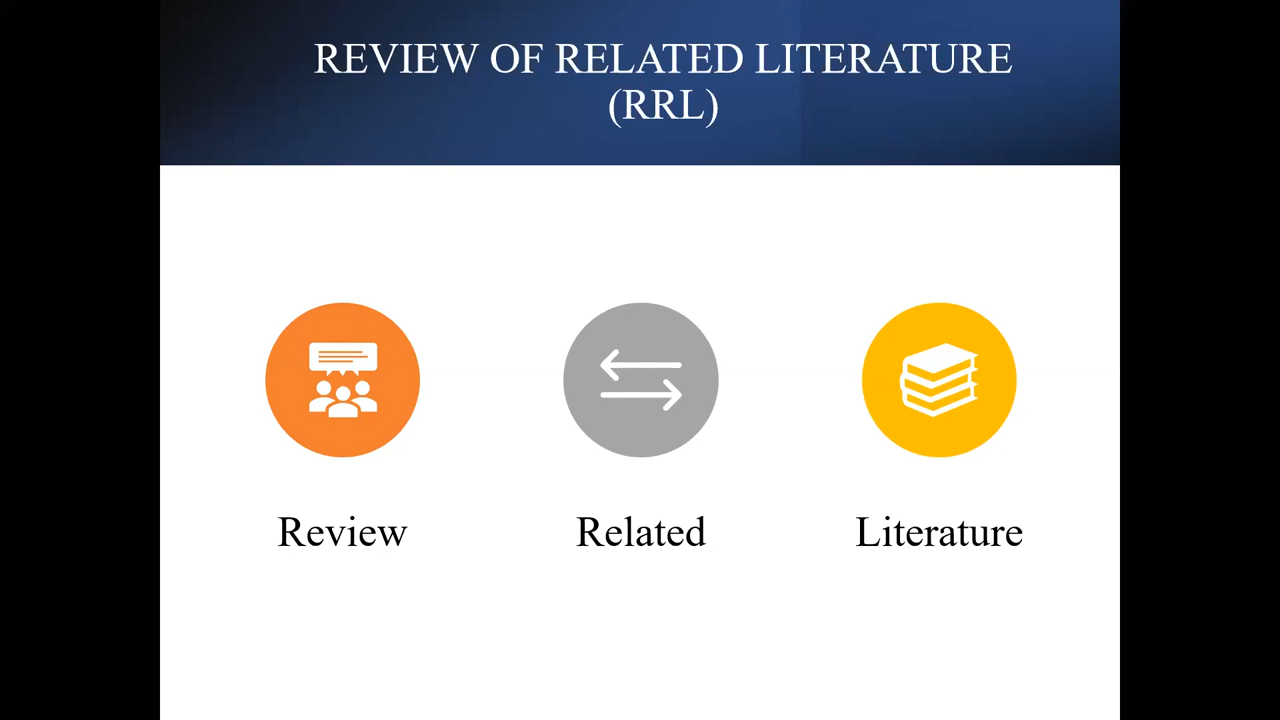 REVIEW OF RELATED LITERATURE
(RRL)
Review
Related
Literature